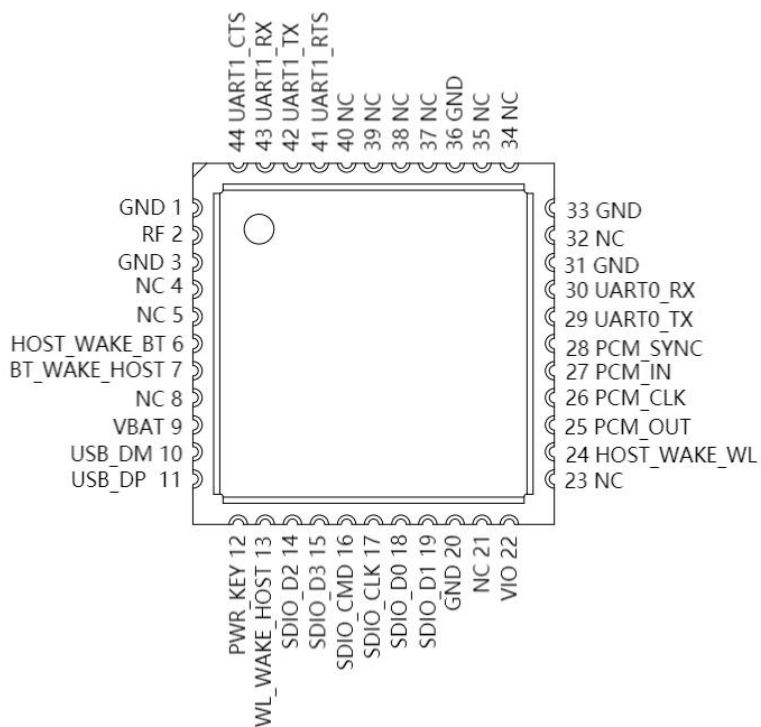 44 UART1_CTS
43 UART1_RX
42 UART1_TX
41 UART1_RTS
40 NC
39 NC
38 NC
37 NC
36 GND
35 NC
34 NC
GND 1
RF 2
GND 3
NC 4
NC 5
HOST_WAKE_BT 6
BT_WAKE_HOST 7
NC 8
VBAT 9
USB_DM 10
USB_DP 11
33 GND
32 NC
31 GND
30 UART0_RX
29 UART0_TX
28 PCM_SYNC
27 PCM_IN
26 PCM_CLK
25 PCM_OUT
24 HOST_WAKE_WL
23 NC
PWR_KEY 12
WL_WAKE_HOST 13
SDIO_D2 14
SDIO_D3 15
SDIO_CMD 16
SDIO_CLK 17
SDIO_D0 18
SDIO_D1 19
GND 20
NC 21
VIO 22